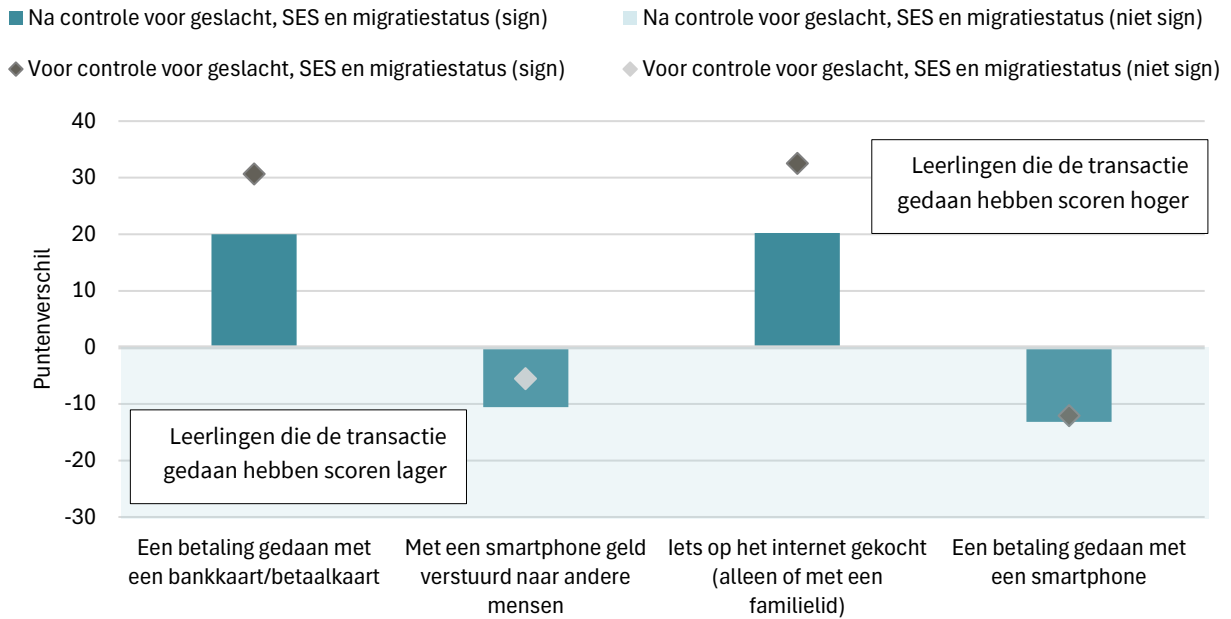 Na controle voor geslacht, SES en migratiestatus (sign)
Na controle voor geslacht, SES en migratiestatus (niet sign)
Voor controle voor geslacht, SES en migratiestatus (sign)
Voor controle voor geslacht, SES en migratiestatus (niet sign)
Puntenverschil
40
30
20
10
0
-10
-20
-30
Leerlingen die de transactie
gedaan hebben scoren hoger
Leerlingen die de transactie
gedaan hebben scoren lager
Een betaling gedaan met
een bankkaart/betaalkaart
Met een smartphone geld
verstuurd naar andere
mensen
Iets op het internet gekocht
(alleen of met een
familielid)
Een betaling gedaan met
een smartphone